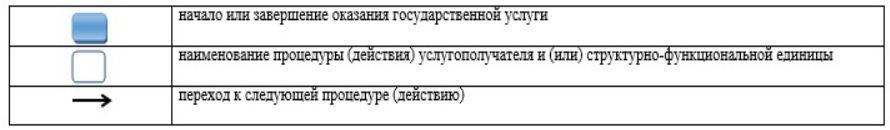 начало или завершение оказания государственной услуги
наименование процедуры (действия) услугополучателя и (или) структурно-функциональной единицы
переход к следующей процедуре (действию)